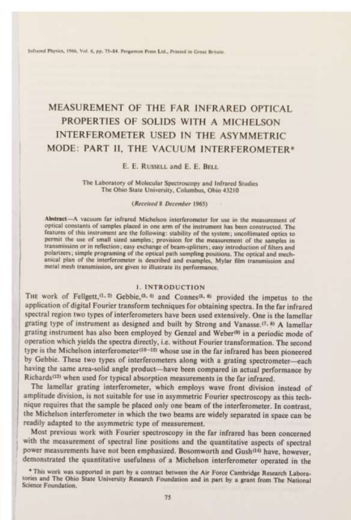 Infrared Physics, 1966, Vol. 6, pp. 75-84. Pergamon Press Ltd., Printed in Great Britain.
MEASUREMENT OF THE FAR INFRARED OPTICAL
PROPERTIES OF SOLIDS WITH A MICHELSON
INTERFEROMETER USED IN THE ASYMMETRIC
MODE: PART II, THE VACUUM INTERFEROMETER*
E. E. RUSSELL and E. E. BELL
The Laboratory of Molecular Spectroscopy and Infrared Studies
The Ohio State University, Columbus, Ohio 43210
(Received 8 December 1965)
Abstract—A vacuum far infrared Michelson interferometer for use in the measurement of
optical constants of samples placed in one arm of the instrument has been constructed. The
features of this instrument are the following: stability of the system; uncollimated optics to
permit the use of small sized samples; provision for the measurement of the samples in
transmission or in reflection; easy exchange of beam-splitters; easy introduction of filters and
polarizers; simple programing of the optical path sampling positions. The optical and mech-
anical plan of the interferometer is described and examples, Mylar film transmission and
metal mesh transmission, are given to illustrate its performance.
1. INTRODUCTION
THE work of Fellgett,(1, 2) Gebbie,(3, 4) and Connes(5, 6) provided the impetus to the
application of digital Fourier transform techniques for obtaining spectra. In the far infrared
spectral region two types of interferometers have been used extensively. One is the lamellar
grating type of instrument as designed and built by Strong and Vanasse.(7, 8) A lamellar
grating instrument has also been employed by Genzel and Weber(9) in a periodic mode of
operation which yields the spectra directly, i.e. without Fourier transformation. The second
type is the Michelson interferometer(10-12) whose use in the far infrared has been pioneered
by Gebbie. These two types of interferometers along with a grating spectrometer—each
having the same area-solid angle product—have been compared in actual performance by
Richards(13) when used for typical absorption measurements in the far infrared.
The lamellar grating interferometer, which employes wave front division instead of
amplitude division, is not suitable for use in asymmetric Fourier spectroscopy as this tech-
nique requires that the sample be placed only one beam of the interferometer. In contrast,
the Michelson interferometer in which the two beams are widely separated in space can be
readily adapted to the asymmetric type of measurement.
Most previous work with Fourier spectroscopy in the far infrared has been concerned
with the measurement of spectral line positions and the quantitative aspects of spectral
power measurements have not been emphasized. Bosomworth and Gush(14) have, however,
demonstrated the quantitative usefulness of a Michelson interferometer operated in the
* This work was supported in part by a contract between the Air Force Cambridge Research Labora-
tories and The Ohio State University Research Foundation and in part by a grant from The National
Science Foundation.
75